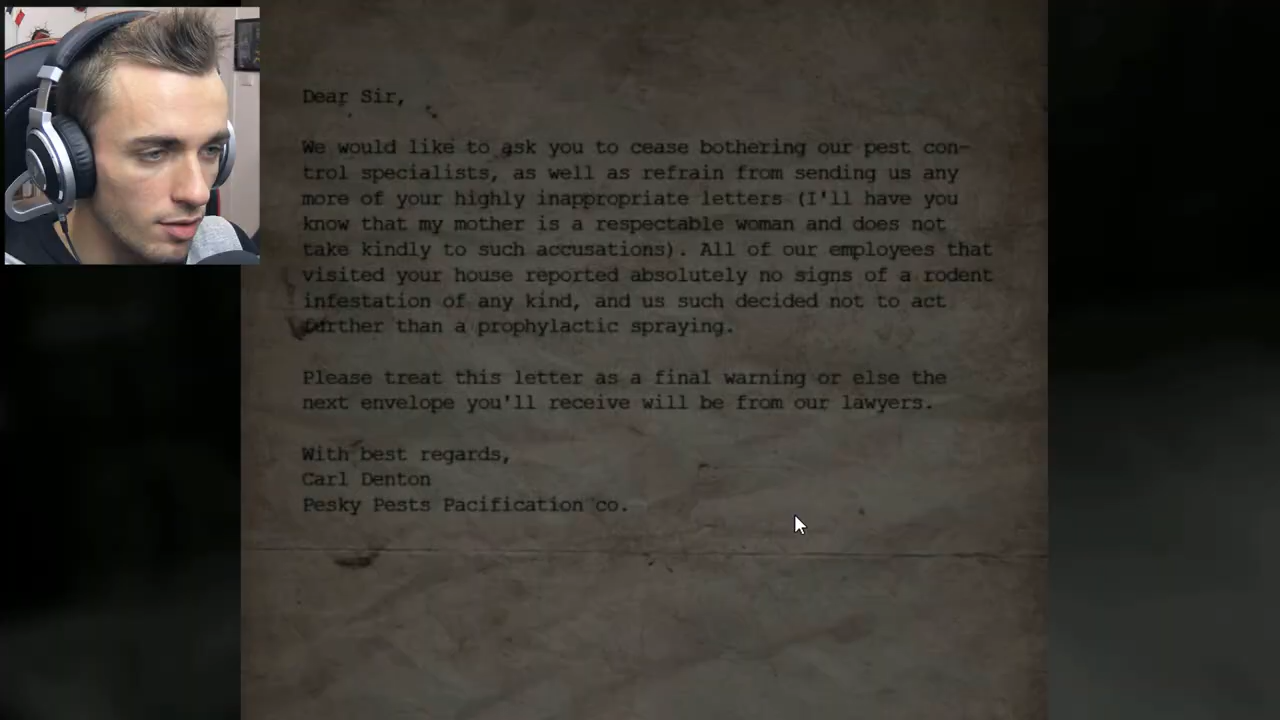 Dear Sir,
We would like to ask you to cease bothering our pest con-
trol specialists, as well as refrain from sending us any
more of your highly inappropriate letters (I'll have you
know that my mother is a respectable woman and does not
take kindly to such accusations). All of our employees that
visited your house reported absolutely no signs of a rodent
infestation of any kind, and us such decided not to act
further than a prophylactic spraying.
Please treat this letter as a final warning or else the
next envelope you'll receive will be from our lawyers.
With best regards,
Carl Denton
Pesky Pests Pacification co.